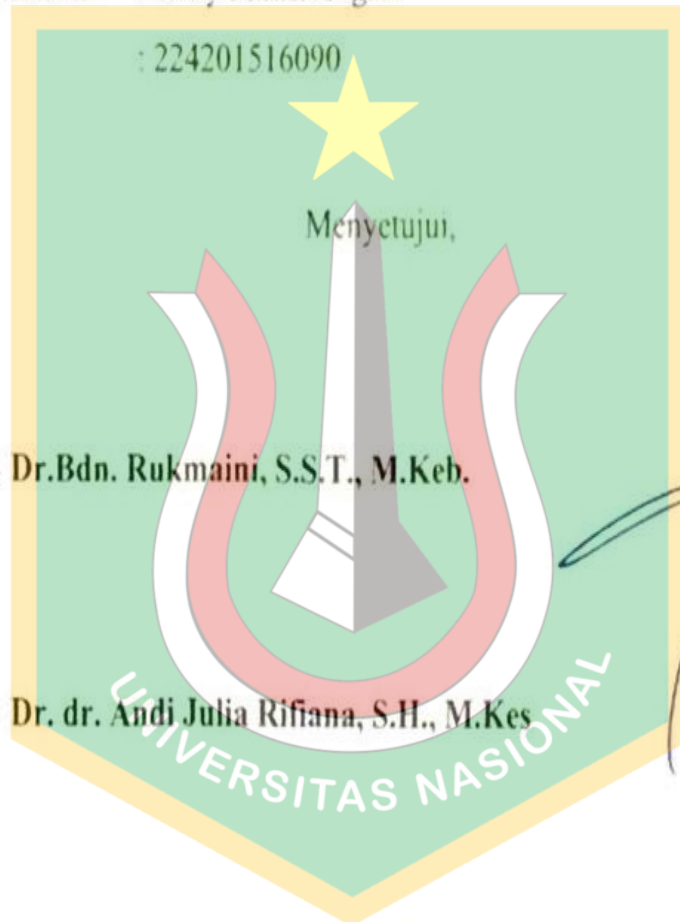 : 224201516090
Menyetujui,
Dr.Bdn. Rukmaini, S.S.T., M.Keb.
Dr. dr. Andi Julia Rifiana, S.H., M.Kes
UNIVERSITAS NASIONAL